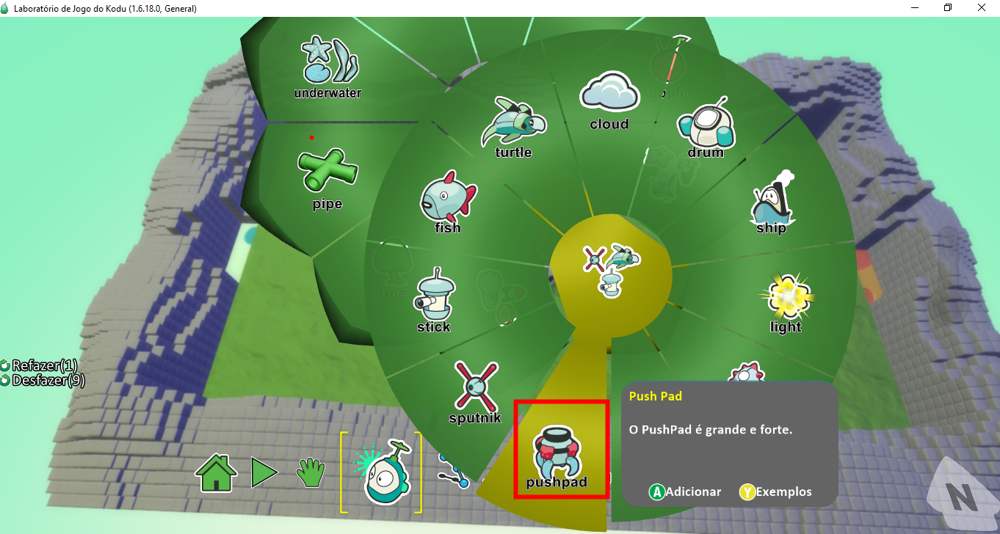 Laboratório de Jogo do Kodu (1.6.18.0, General)
underwater
apple
cloud
turtle
drum
pipe
fish
ship
tree
stick
light
sputnik
Refazer(1)
Desfazer(9)
pushpad
Push Pad
O PushPad é grande e forte.
A Adicionar
Y Exemplos
N